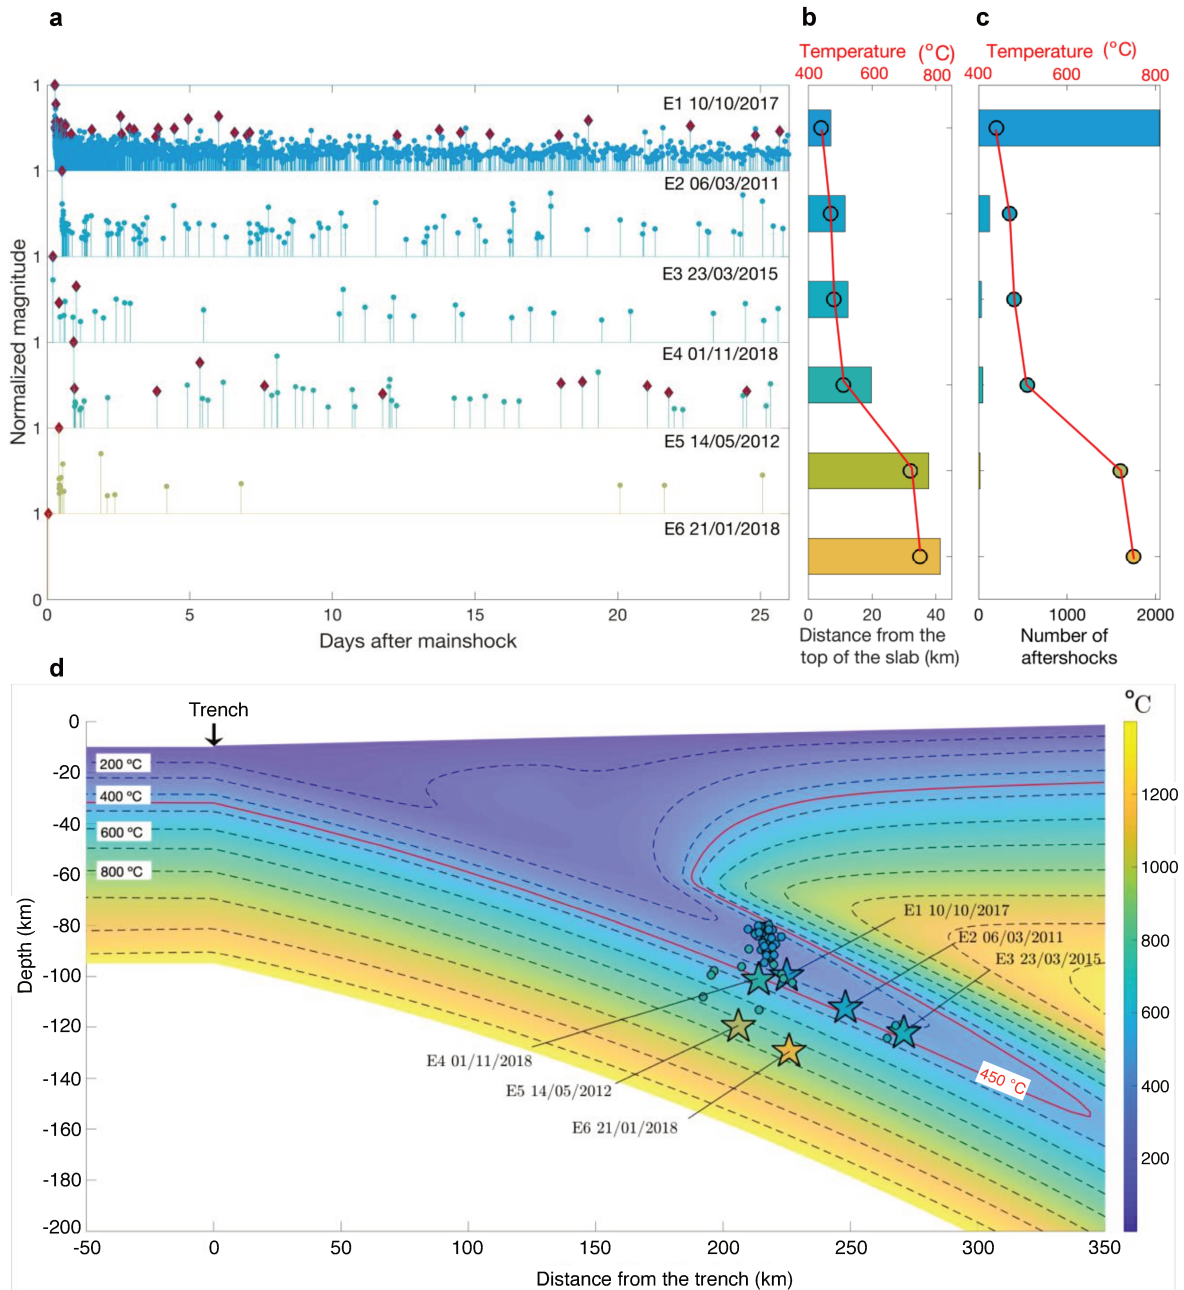 a
b
c
Temperature (°C)
400 600 800
Temperature (°C)
400 600 800
Normalized magnitude
1
E1 10/10/2017
1
E2 06/03/2011
1
E3 23/03/2015
1
E4 01/11/2018
1
E5 14/05/2012
1
E6 21/01/2018
0
0 5 10 15 20 25
Days after mainshock
0 20 40
Distance from the
top of the slab (km)
0 1000 2000
Number of
aftershocks
d
°C
Trench
Depth (km)
0
-20
-40
-60
-80
-100
-120
-140
-160
-180
-200
200 ºC
400 ºC
600 ºC
800 ºC
E1 10/10/2017
E2 06/03/2011
E3 23/03/2015
E4 01/11/2018
E5 14/05/2012
E6 21/01/2018
450 °C
1200
1000
800
600
400
200
-50 0 50 100 150 200 250 300 350
Distance from the trench (km)